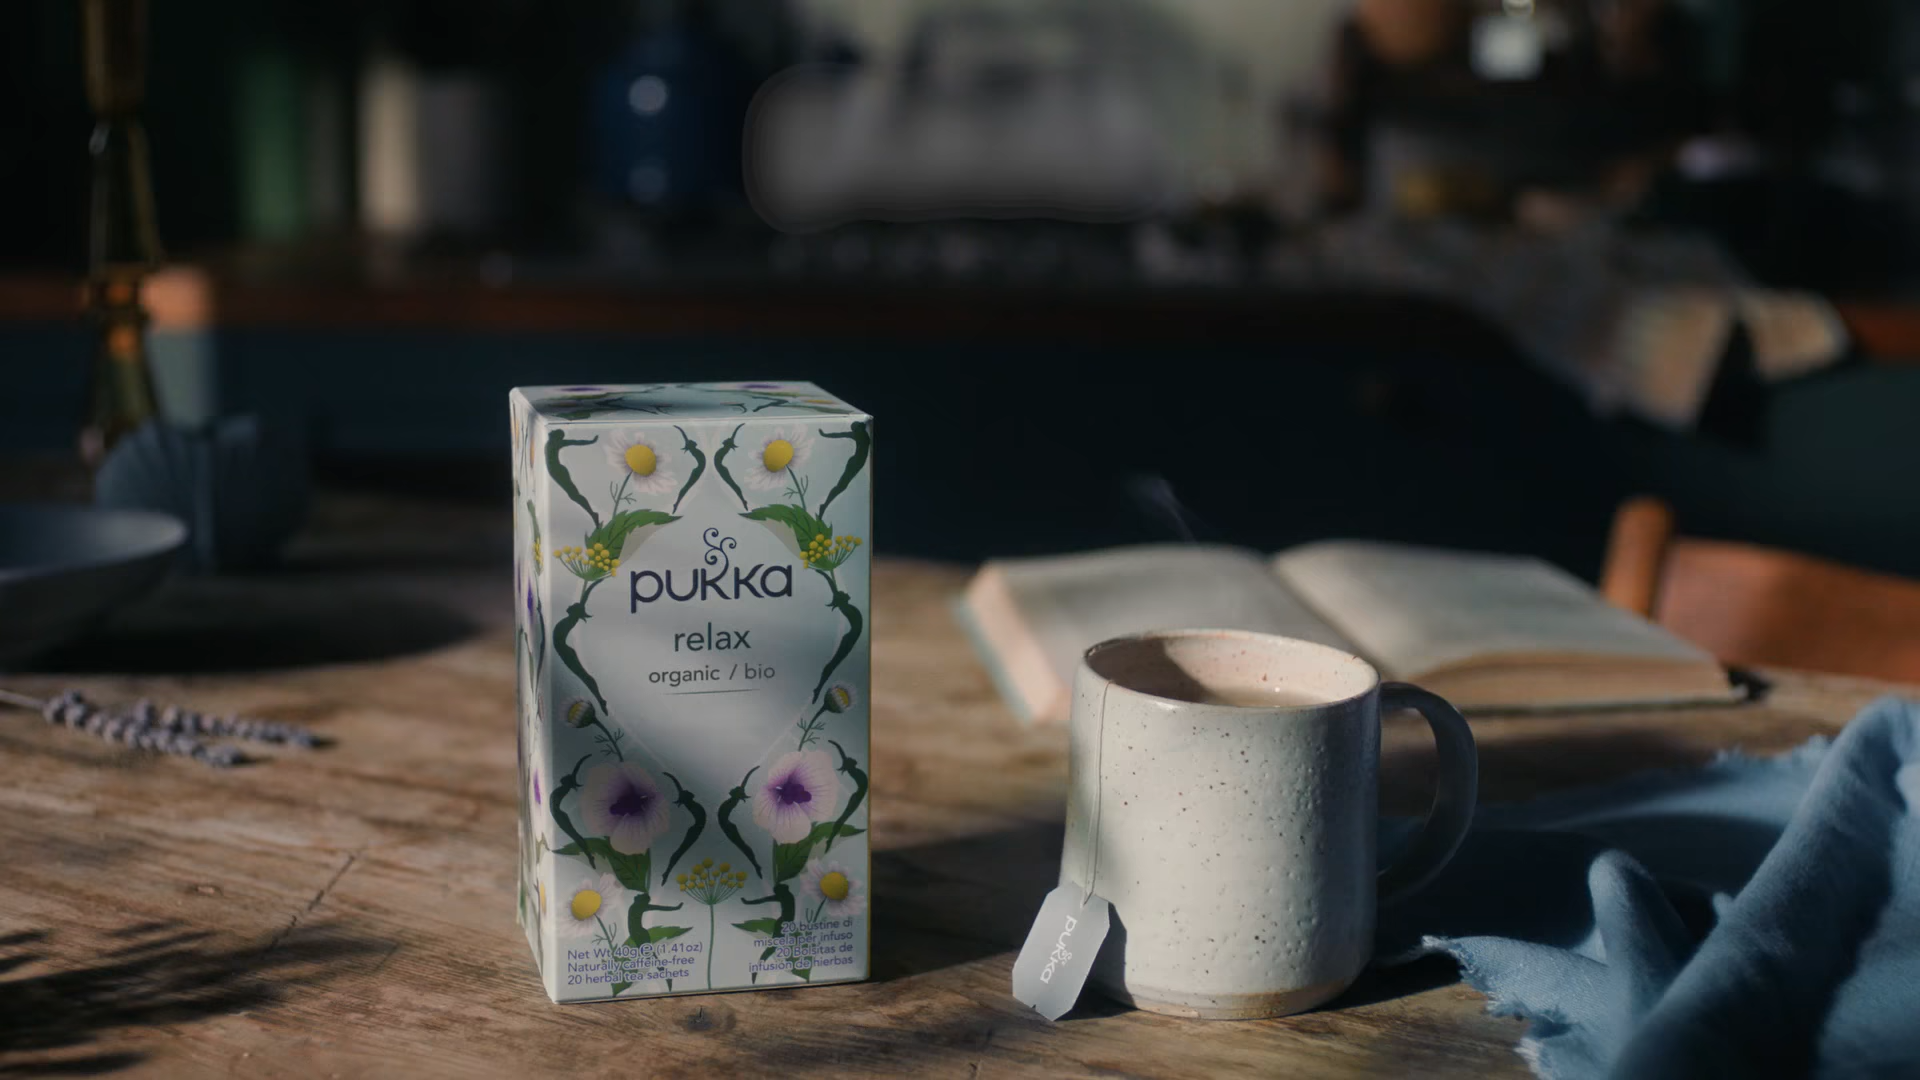 pukka
relax
organic / bio
Net Wt 40g ℮ (1.41oz)
Naturally caffeine-free
20 herbal tea sachets
20 bustine di
miscela per infuso
20 bolsitas de
infusión de hierbas
pukka